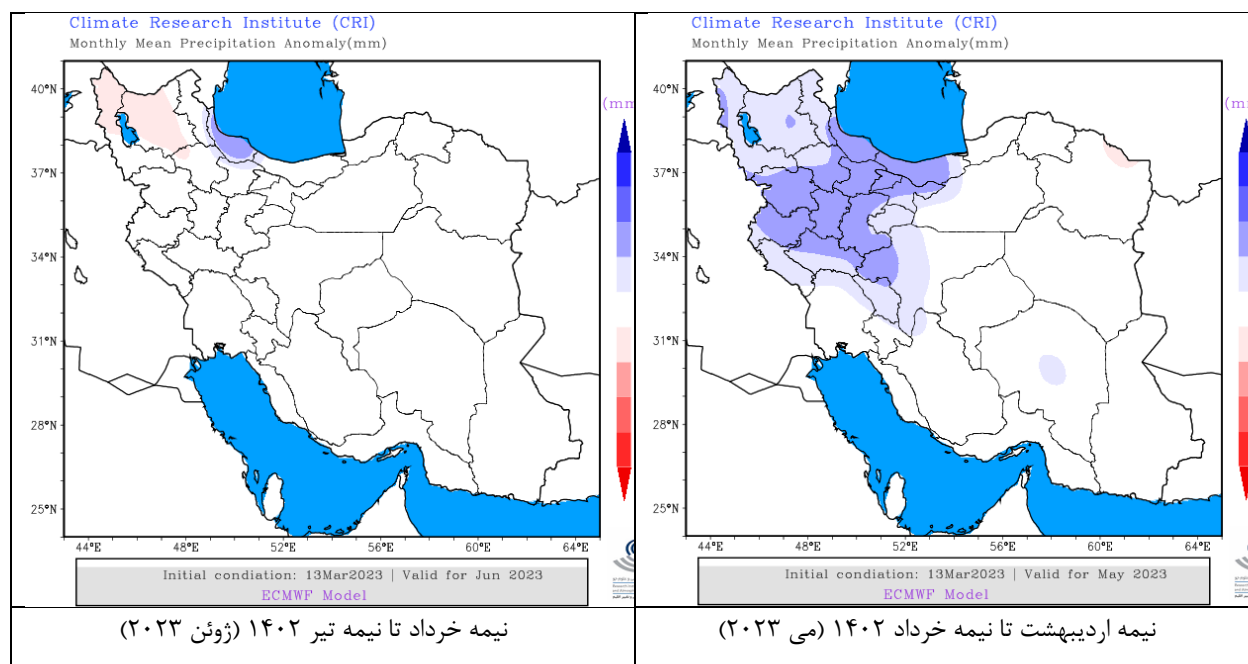 Climate Research Institute (CRI)
Monthly Mean Precipitation Anomaly(mm)
40°N
37°N
34°N
31°N
28°N
25°N
44°E 48°E 52°E 56°E 60°E 64°E
(mm
Initial condiation: 13Mar2023 | Valid for Jun 2023
ECMWF Model
نیمه خرداد تا نیمه تیر ۱۴۰۲ (ژوئن ۲۰۲۳)
Climate Research Institute (CRI)
Monthly Mean Precipitation Anomaly(mm)
40°N
37°N
34°N
31°N
28°N
25°N
44°E 48°E 52°E 56°E 60°E 64°E
(mm
Initial condiation: 13Mar2023 | Valid for May 2023
ECMWF Model
نیمه اردیبهشت تا نیمه خرداد ۱۴۰۲ (می ۲۰۲۳)